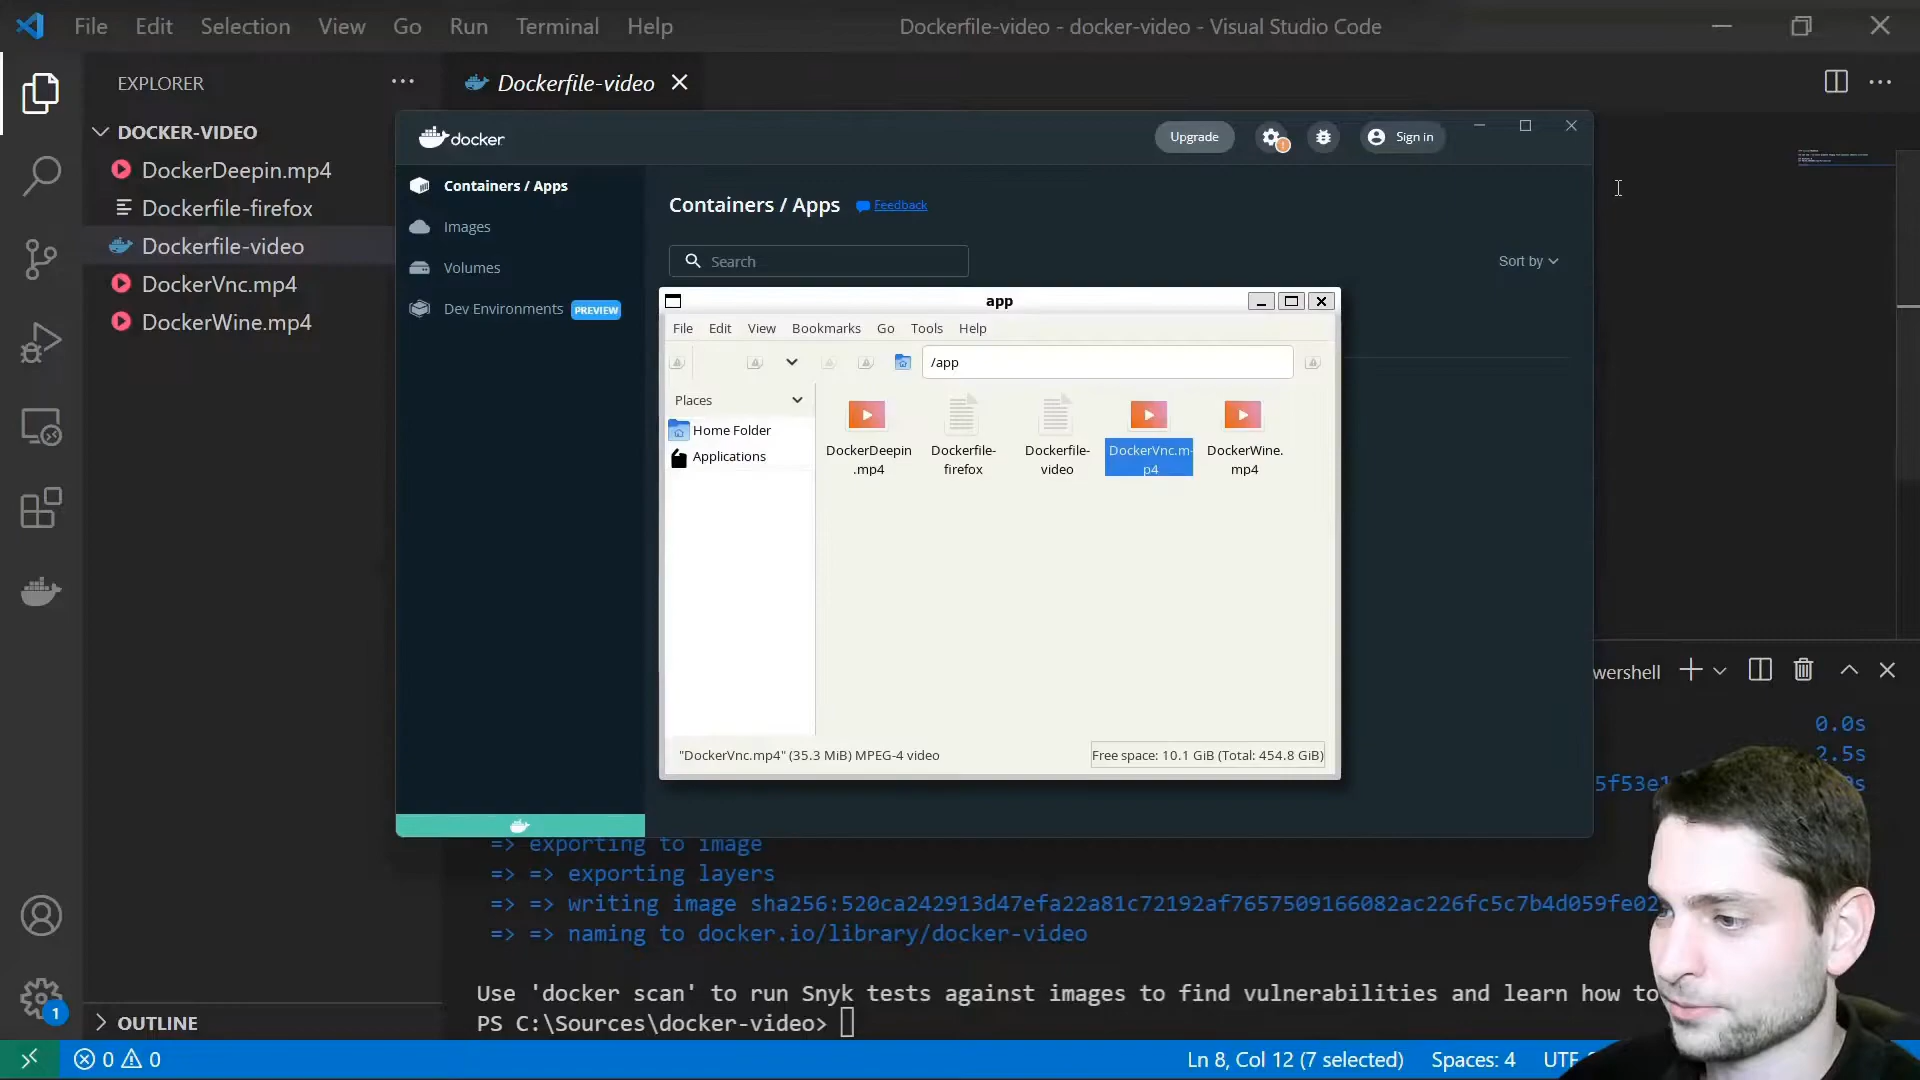 File Edit Selection View Go Run Terminal Help
Dockerfile-video - docker-video - Visual Studio Code
EXPLORER
Dockerfile-video
DOCKER-VIDEO
DockerDeepin.mp4
Dockerfile-firefox
Dockerfile-video
DockerVnc.mp4
DockerWine.mp4
docker
Upgrade
Sign in
Containers / Apps
Images
Volumes
Dev Environments PREVIEW
Containers / Apps
Feedback
Search
Sort by
app
File Edit View Bookmarks Go Tools Help
/app
Places
Home Folder
Applications
DockerDeepin
.mp4
Dockerfile-
firefox
Dockerfile-
video
DockerVnc.m-
p4
DockerWine.
mp4
"DockerVnc.mp4" (35.3 MiB) MPEG-4 video
Free space: 10.1 GiB (Total: 454.8 GiB)
wershell
0.0s
2.5s
=> exporting to image
=> => exporting layers
=> => writing image sha256:520ca242913d47efa22a81c72192af7657509166082ac226fc5c7b4d059fe02
=> => naming to docker.io/library/docker-video
Use 'docker scan' to run Snyk tests against images to find vulnerabilities and learn how to
PS C:\Sources\docker-video>
1
OUTLINE
0 0
Ln 8, Col 12 (7 selected)
Spaces: 4